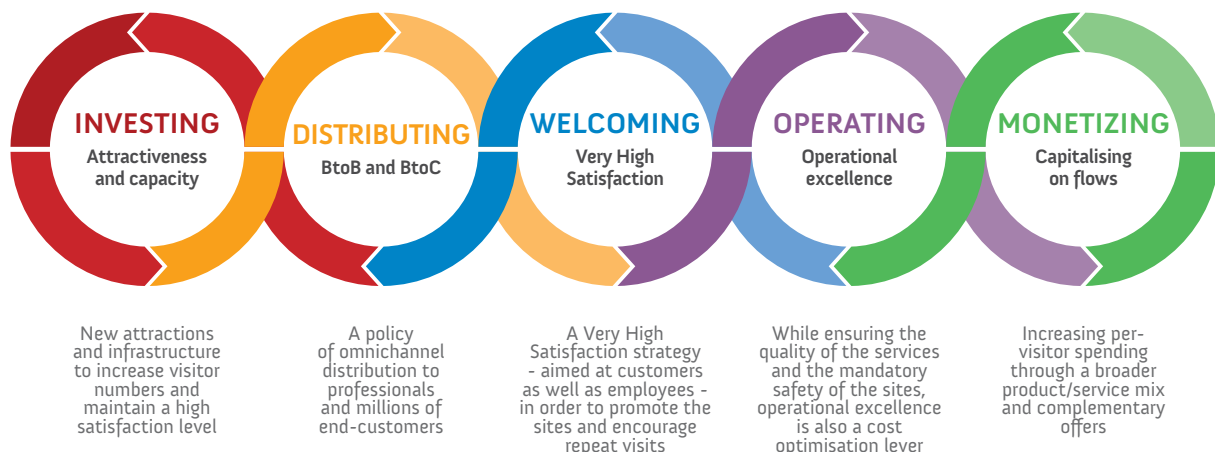 INVESTING
Attractiveness
and capacity
DISTRIBUTING
BtoB and BtoC
WELCOMING
Very High
Satisfaction
OPERATING
Operational
excellence
MONETIZING
Capitalising
on flows
New attractions
and infrastructure
to increase visitor
numbers and
maintain a high
satisfaction level
A policy
of omnichannel
distribution to
professionals
and millions of
end-customers
A Very High
Satisfaction strategy
- aimed at customers
as well as employees -
in order to promote the
sites and encourage
repeat visits
While ensuring the
quality of the services
and the mandatory
safety of the sites,
operational excellence
is also a cost
optimisation lever
Increasing per-
visitor spending
through a broader
product/service mix
and complementary
offers